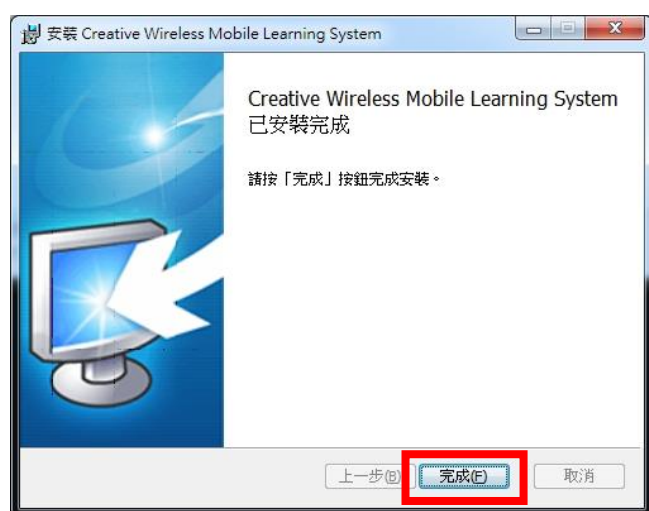 安裝 Creative Wireless Mobile Learning System
Creative Wireless Mobile Learning System
已安裝完成
請按「完成」按鈕完成安裝。
上一步(B) 完成(F) 取消